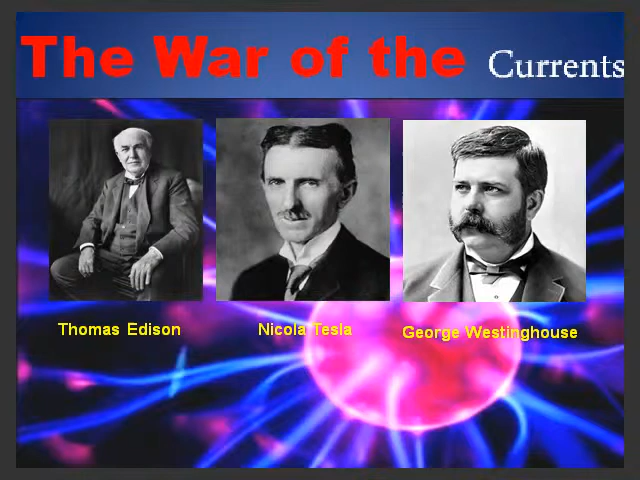 The War of the Currents
Thomas Edison
Nicola Tesla
George Westinghouse